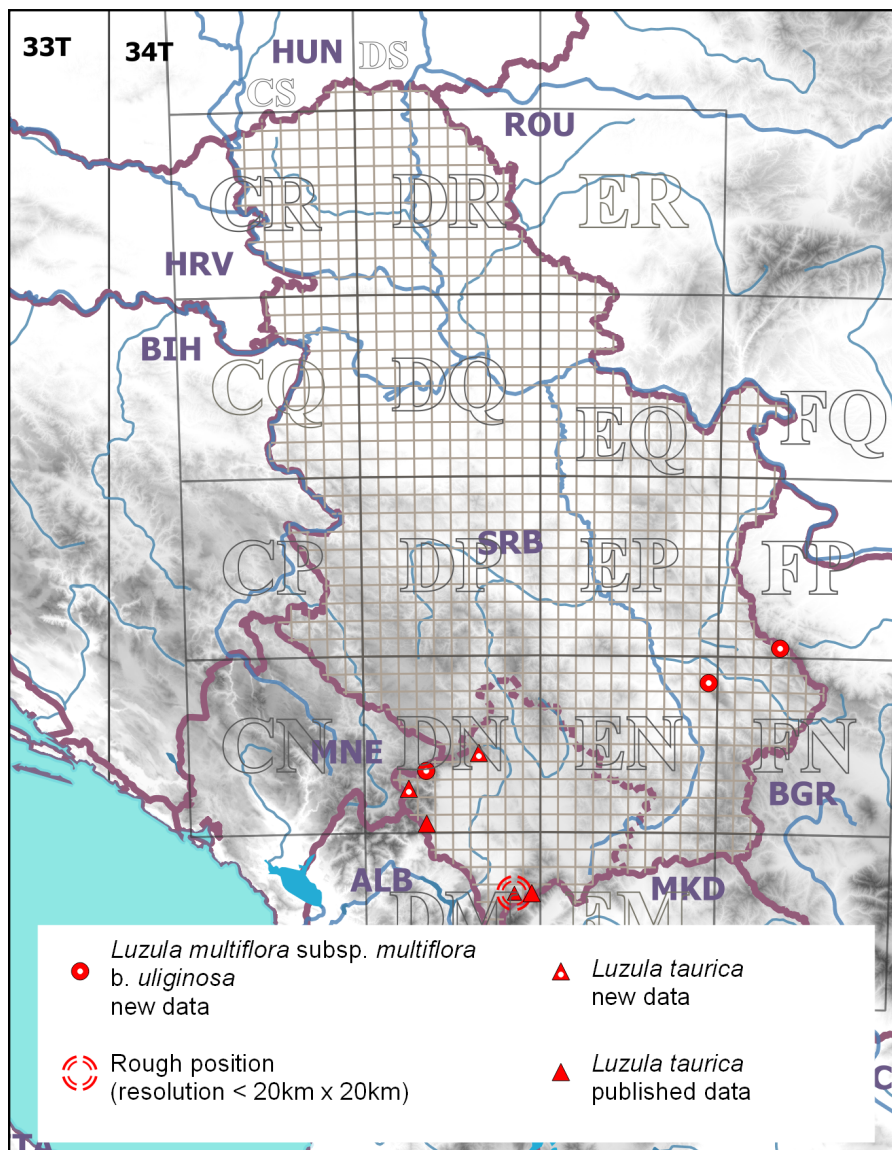 33T
34T
HUN
DS
CS
ROU
CR
DR
ER
HRV
BIH
CQ
DQ
EQ
FQ
SRB
CP
DP
EP
FP
MNE
CN
DN
EN
FN
BGR
ALB
MKD
DM
EM
Luzula multiflora subsp. multiflora
b. uliginosa
new data
Luzula taurica
new data
Rough position
(resolution < 20km x 20km)
Luzula taurica
published data